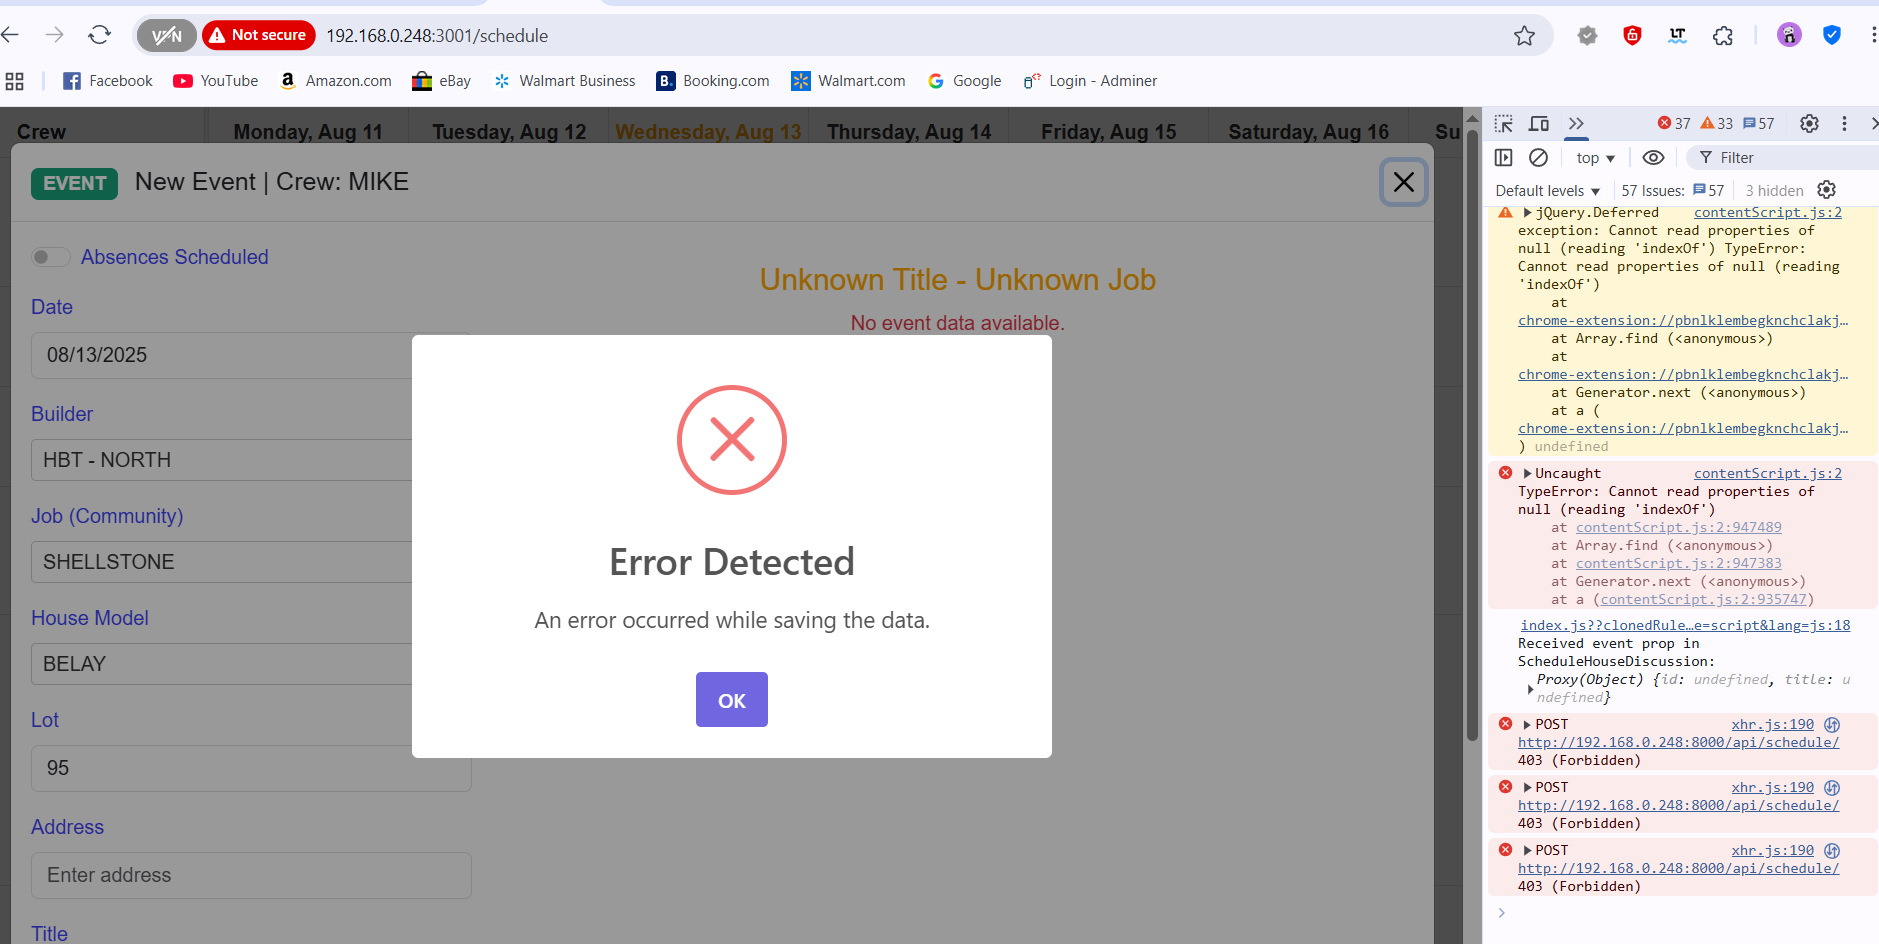 VPN
Not secure
192.168.0.248:3001/schedule
Facebook
YouTube
Amazon.com
eBay
Walmart Business
Booking.com
Walmart.com
Google
Login - Adminer
Crew
Monday, Aug 11
Tuesday, Aug 12
Wednesday, Aug 13
Thursday, Aug 14
Friday, Aug 15
Saturday, Aug 16
Su
EVENT
New Event | Crew: MIKE
Absences Scheduled
Unknown Title - Unknown Job
No event data available.
Date
08/13/2025
Builder
HBT - NORTH
Job (Community)
SHELLSTONE
House Model
BELAY
Lot
95
Address
Enter address
Title
Error Detected
An error occurred while saving the data.
OK
37
33
57
top
Filter
Default levels
57 Issues:
57
3 hidden
jQuery.Deferred contentScript.js:2
exception: Cannot read properties of
null (reading 'indexOf') TypeError:
Cannot read properties of null (reading
'indexOf')
at
chrome-extension://pbnlklembegknchclakj…
at Array.find (<anonymous>)
at
chrome-extension://pbnlklembegknchclakj…
at Generator.next (<anonymous>)
at a (
chrome-extension://pbnlklembegknchclakj…
) undefined
Uncaught contentScript.js:2
TypeError: Cannot read properties of
null (reading 'indexOf')
at contentScript.js:2:947489
at Array.find (<anonymous>)
at contentScript.js:2:947383
at Generator.next (<anonymous>)
at a (contentScript.js:2:935747)
index.js??clonedRule…e=script&lang=js:18
Received event prop in
ScheduleHouseDiscussion:
Proxy(Object) {id: undefined, title: u
ndefined}
POST xhr.js:190
http://192.168.0.248:8000/api/schedule/
403 (Forbidden)
POST xhr.js:190
http://192.168.0.248:8000/api/schedule/
403 (Forbidden)
POST xhr.js:190
http://192.168.0.248:8000/api/schedule/
403 (Forbidden)